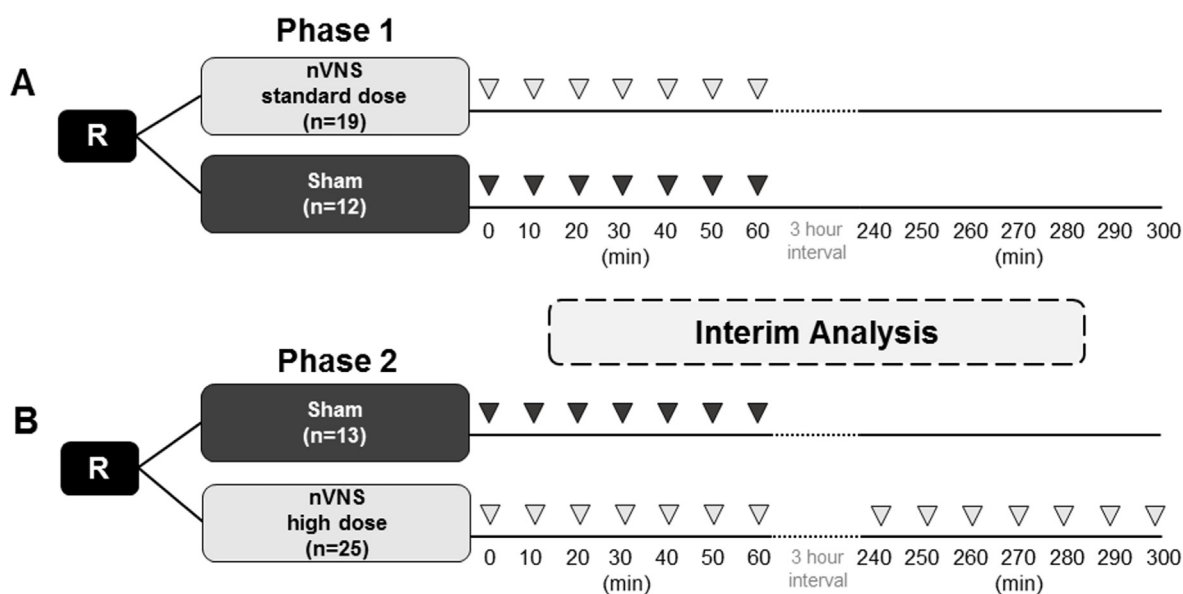 Phase 1
A
R
nVNS
standard dose
(n=19)
Sham
(n=12)
0 10 20 30 40 50 60 3 hour 240 250 260 270 280 290 300
(min) interval (min)
Interim Analysis
Phase 2
B
R
Sham
(n=13)
nVNS
high dose
(n=25)
0 10 20 30 40 50 60 3 hour 240 250 260 270 280 290 300
(min) interval (min)